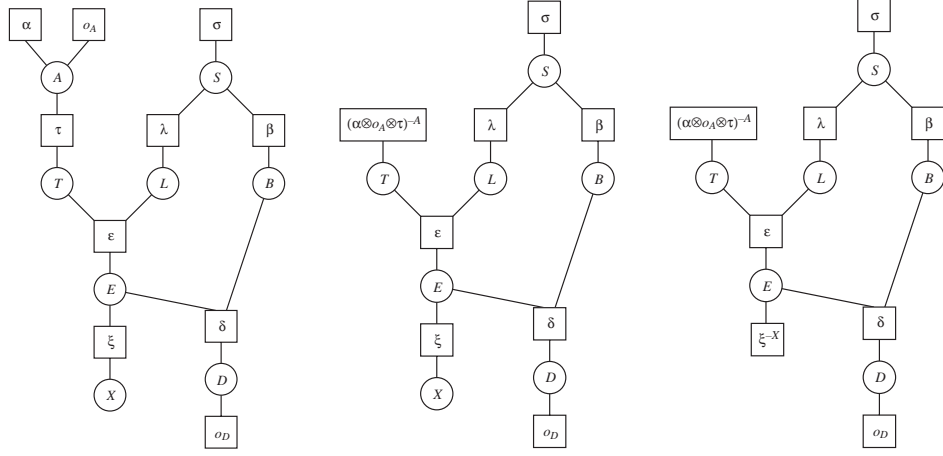 α o_A σ
A S
τ λ β
T L B
ε
E
ξ δ
X D
o_D
σ
S
(α⊗o_A⊗τ)^{–A} λ β
T L B
ε
E
ξ δ
X D
o_D
σ
S
(α⊗o_A⊗τ)^{–A} λ β
T L B
ε
E
ξ^{–X} δ
D
o_D